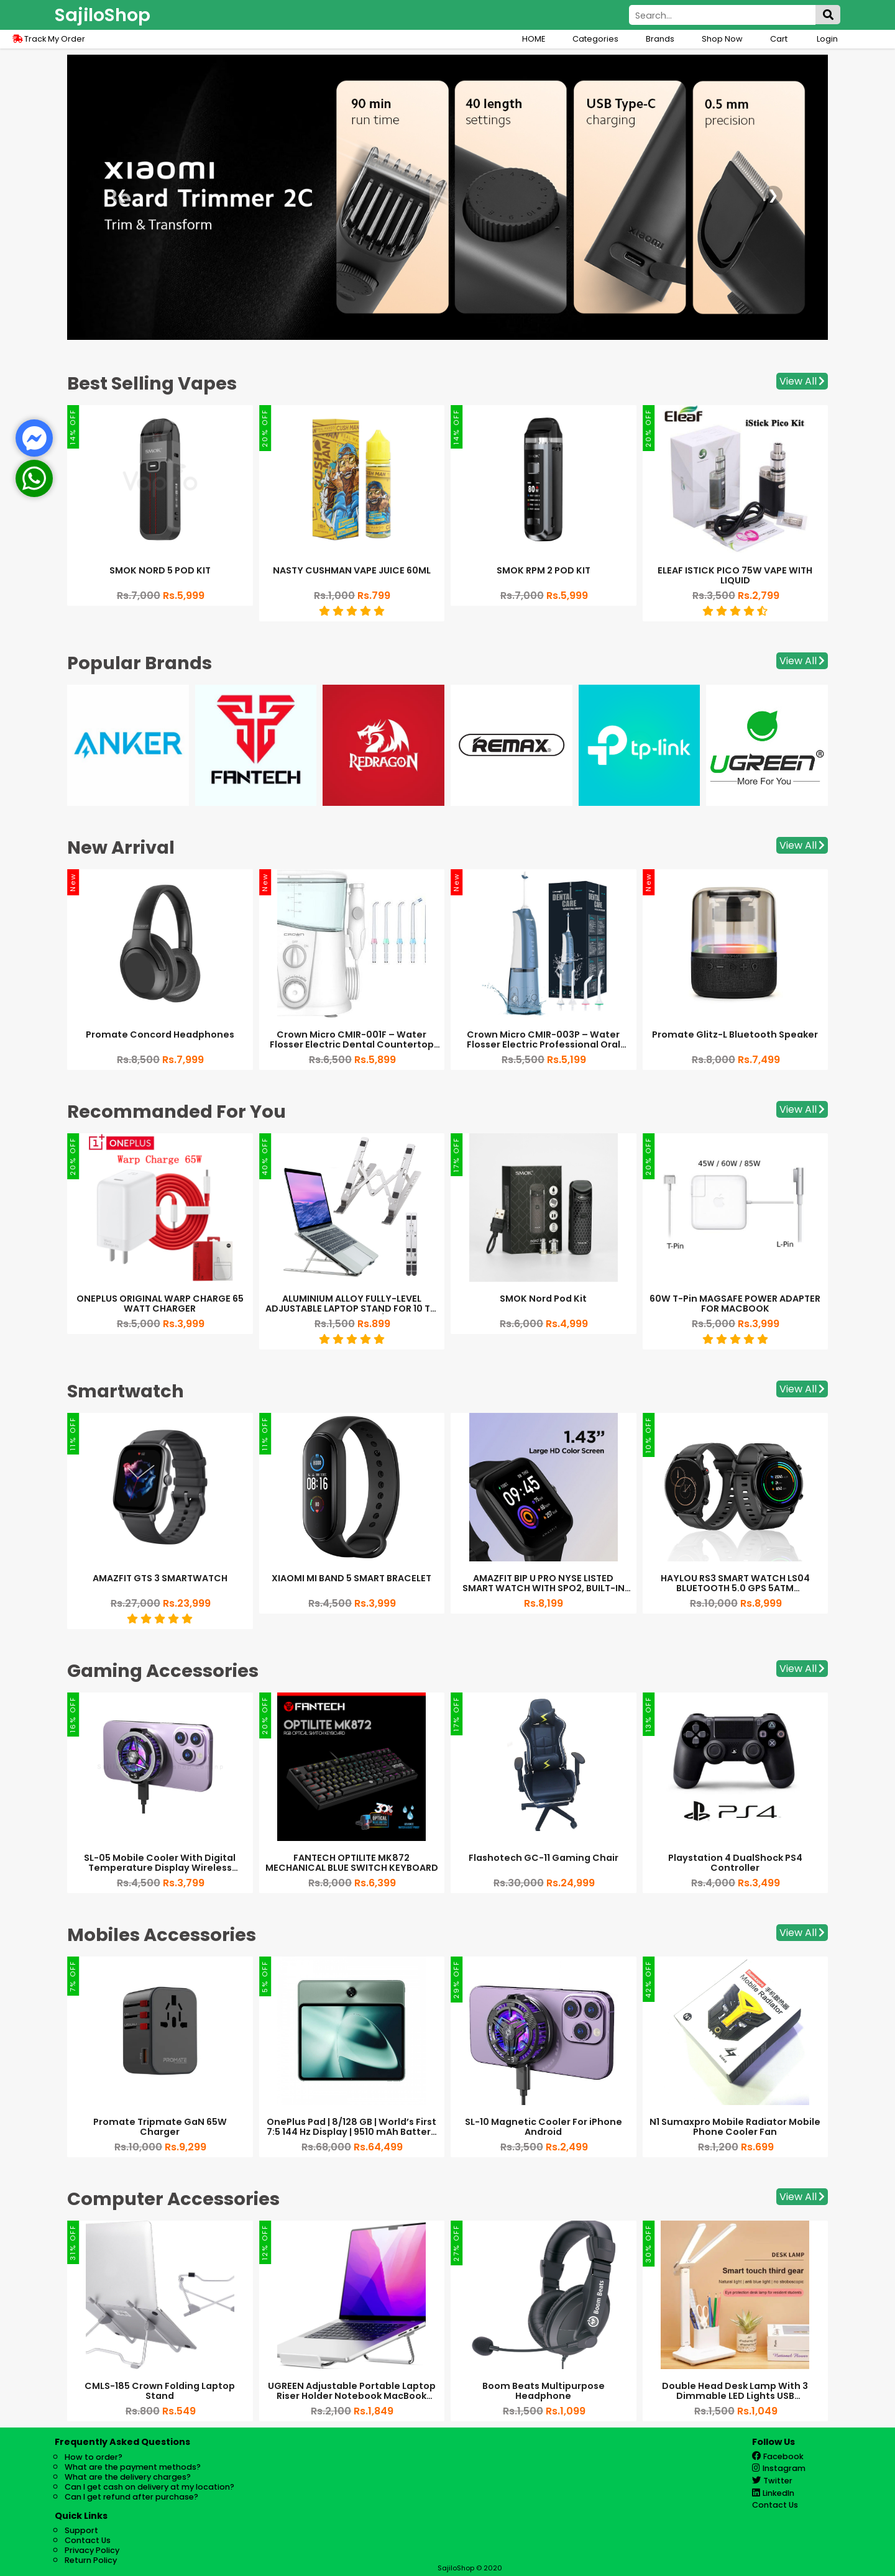 SajiloShop
Search...
Track My Order
HOME
Categories
Brands
Shop Now
Cart
Login
xiaomi
Beard Trimmer 2C
Trim & Transform
90 min
run time
40 length
settings
USB Type-C
charging
0.5 mm
precision
Best Selling Vapes
View All
14% OFF
20% OFF
14% OFF
20% OFF
Eleaf
iStick Pico Kit
SMOK NORD 5 POD KIT
Rs.7,000 Rs.5,999
NASTY CUSHMAN VAPE JUICE 60ML
Rs.1,000 Rs.799
SMOK RPM 2 POD KIT
Rs.7,000 Rs.5,999
ELEAF ISTICK PICO 75W VAPE WITH
LIQUID
Rs.3,500 Rs.2,799
Popular Brands
View All
ANKER
FANTECH
REDRAGON
REMAX®
tp-link
UGREEN®
More For You
New Arrival
View All
New
New
New
New
DENTAL
CARE
Promate Concord Headphones
Rs.8,500 Rs.7,999
Crown Micro CMIR-001F – Water
Flosser Electric Dental Countertop...
Rs.6,500 Rs.5,899
Crown Micro CMIR-003P – Water
Flosser Electric Professional Oral...
Rs.5,500 Rs.5,199
Promate Glitz-L Bluetooth Speaker
Rs.8,000 Rs.7,499
Recommanded For You
View All
20% OFF
ONEPLUS
Warp Charge 65W
40% OFF
17% OFF
SMOK
20% OFF
45W / 60W / 85W
T-Pin
L-Pin
ONEPLUS ORIGINAL WARP CHARGE 65
WATT CHARGER
Rs.5,000 Rs.3,999
ALUMINIUM ALLOY FULLY-LEVEL
ADJUSTABLE LAPTOP STAND FOR 10 T...
Rs.1,500 Rs.899
SMOK Nord Pod Kit
Rs.6,000 Rs.4,999
60W T-Pin MAGSAFE POWER ADAPTER
FOR MACBOOK
Rs.5,000 Rs.3,999
Smartwatch
View All
11% OFF
11% OFF
08:16
1.43”
Large HD Color Screen
09:45
10% OFF
AMAZFIT GTS 3 SMARTWATCH
Rs.27,000 Rs.23,999
XIAOMI MI BAND 5 SMART BRACELET
Rs.4,500 Rs.3,999
AMAZFIT BIP U PRO NYSE LISTED
SMART WATCH WITH SPO2, BUILT-IN...
Rs.8,199
HAYLOU RS3 SMART WATCH LS04
BLUETOOTH 5.0 GPS 5ATM...
Rs.10,000 Rs.8,999
Gaming Accessories
View All
16% OFF
20% OFF
FANTECH
OPTILITE MK872
RGB OPTICAL SWITCH KEYBOARD
17% OFF
13% OFF
PS4
SL-05 Mobile Cooler With Digital
Temperature Display Wireless...
Rs.4,500 Rs.3,799
FANTECH OPTILITE MK872
MECHANICAL BLUE SWITCH KEYBOARD
Rs.8,000 Rs.6,399
Flashotech GC-11 Gaming Chair
Rs.30,000 Rs.24,999
Playstation 4 DualShock PS4
Controller
Rs.4,000 Rs.3,499
Mobiles Accessories
View All
7% OFF
PROMATE
5% OFF
29% OFF
42% OFF
Mobile Radiator
Promate Tripmate GaN 65W
Charger
Rs.10,000 Rs.9,299
OnePlus Pad | 8/128 GB | World’s First
7:5 144 Hz Display | 9510 mAh Batter...
Rs.68,000 Rs.64,499
SL-10 Magnetic Cooler For iPhone
Android
Rs.3,500 Rs.2,499
N1 Sumaxpro Mobile Radiator Mobile
Phone Cooler Fan
Rs.1,200 Rs.699
Computer Accessories
View All
31% OFF
12% OFF
27% OFF
Boom Beats
30% OFF
DESK LAMP
Smart touch third gear
CMLS-185 Crown Folding Laptop
Stand
Rs.800 Rs.549
UGREEN Adjustable Portable Laptop
Riser Holder Notebook MacBook...
Rs.2,100 Rs.1,849
Boom Beats Multipurpose
Headphone
Rs.1,500 Rs.1,099
Double Head Desk Lamp With 3
Dimmable LED Lights USB...
Rs.1,500 Rs.1,049
Frequently Asked Questions
How to order?
What are the payment methods?
What are the delivery charges?
Can I get cash on delivery at my location?
Can I get refund after purchase?
Quick Links
Support
Contact Us
Privacy Policy
Return Policy
Follow Us
Facebook
Instagram
Twitter
LinkedIn
Contact Us
SajiloShop © 2020